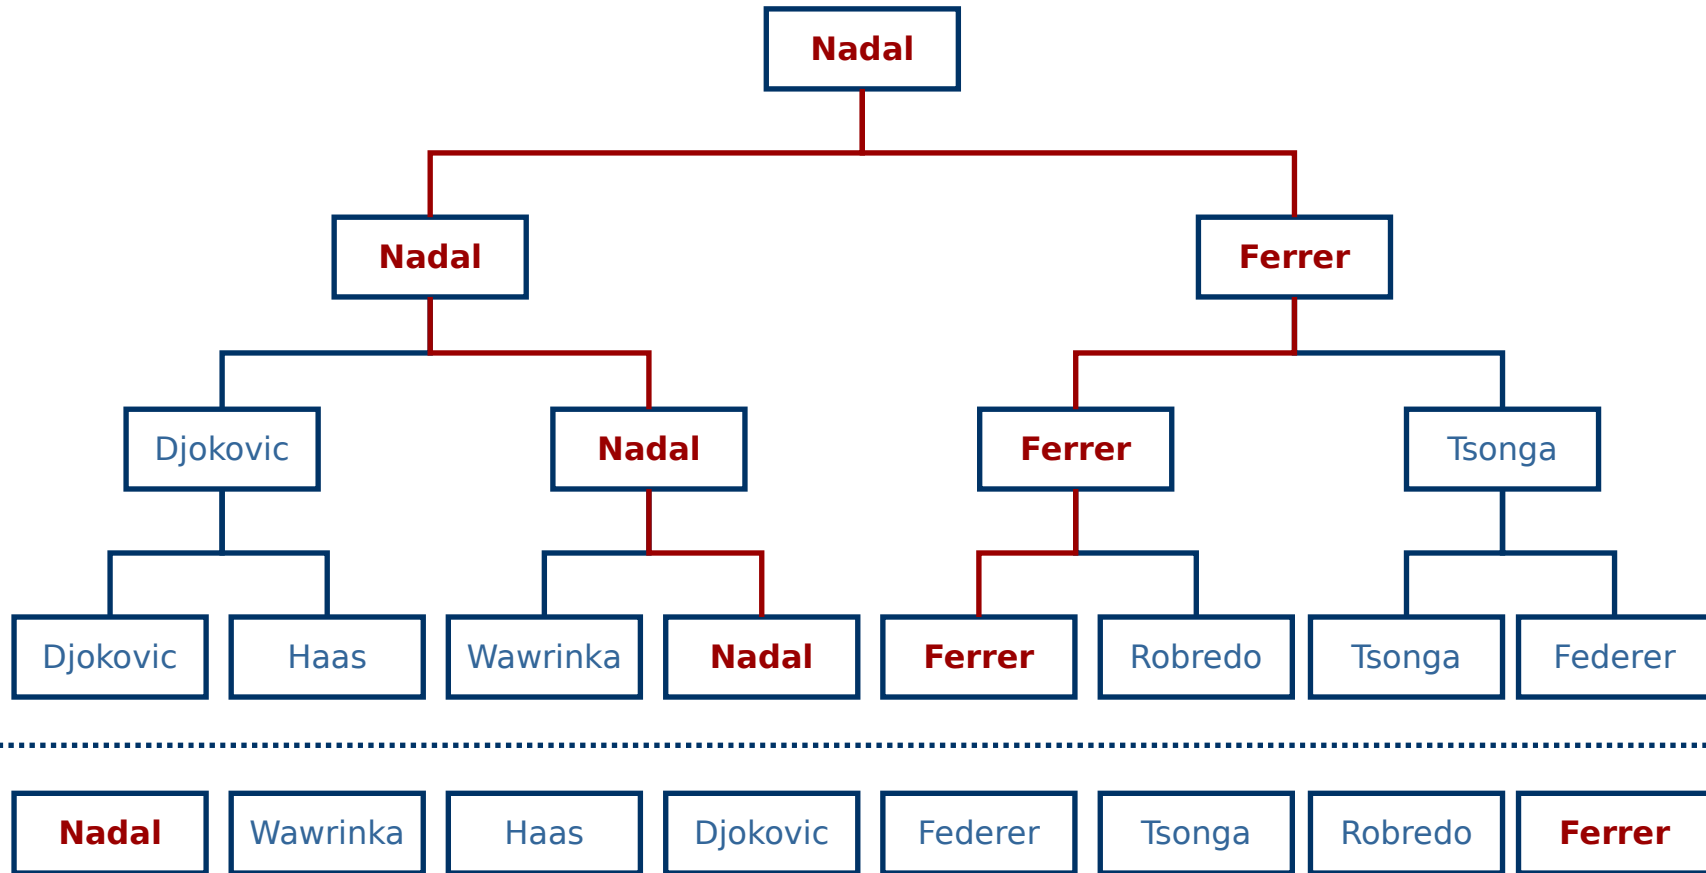 Nadal
Nadal Ferrer
Djokovic Nadal Ferrer Tsonga
Djokovic Haas Wawrinka Nadal Ferrer Robredo Tsonga Federer
Nadal Wawrinka Haas Djokovic Federer Tsonga Robredo Ferrer